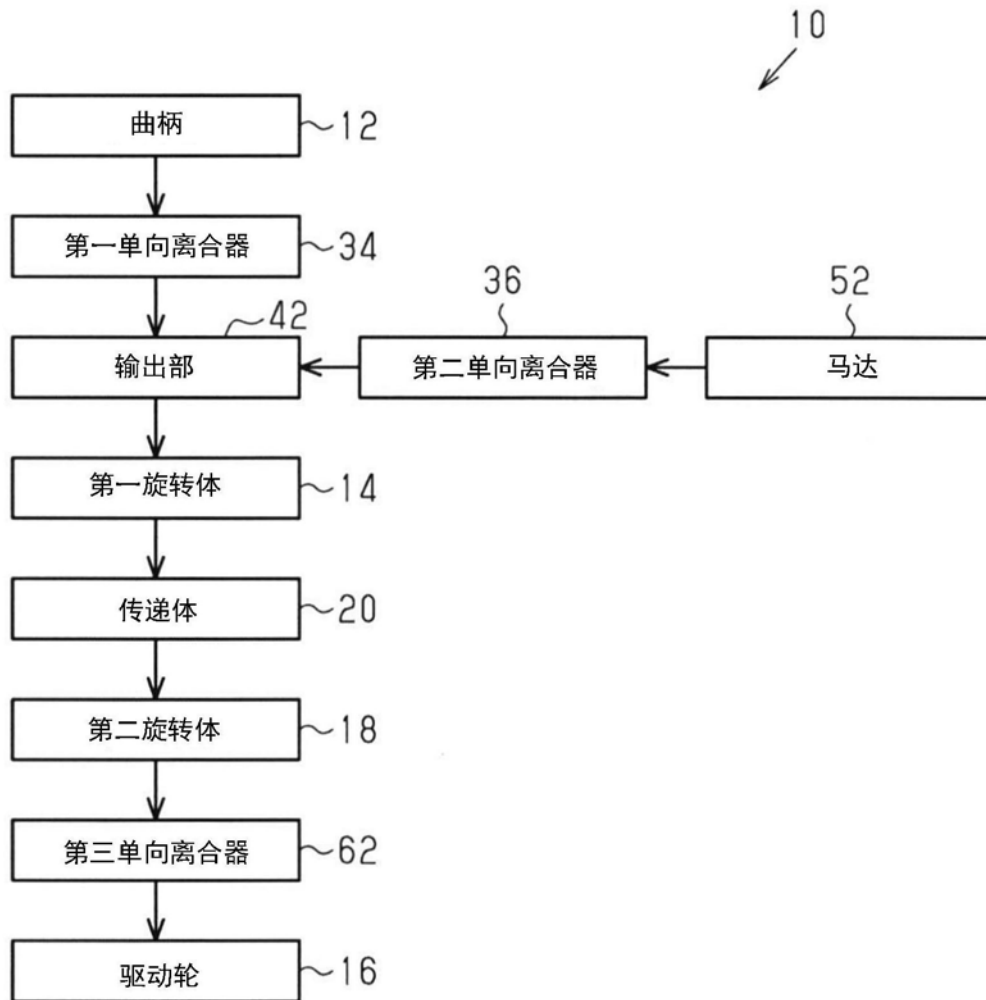 10
曲柄 12
第一单向离合器 34
36 52
42
输出部 第二单向离合器 马达
第一旋转体 14
传递体 20
第二旋转体 18
第三单向离合器 62
驱动轮 16